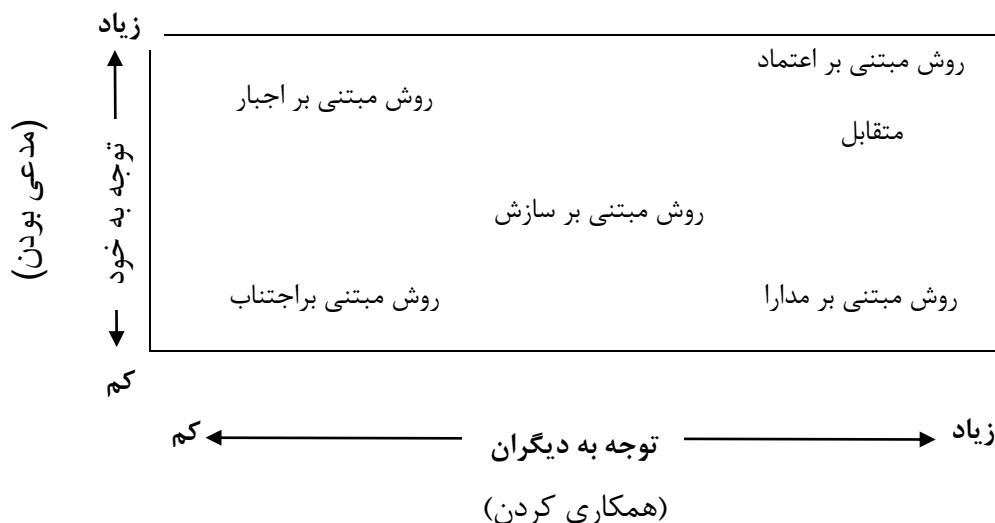 زیاد
روش مبتنی بر اعتماد
متقابل
روش مبتنی بر اجبار
روش مبتنی بر سازش
روش مبتنی بر مدارا
روش مبتنی براجتناب
توجه به خود
(مدعی بودن)
کم
زیاد
توجه به دیگران
کم
(همکاری کردن)